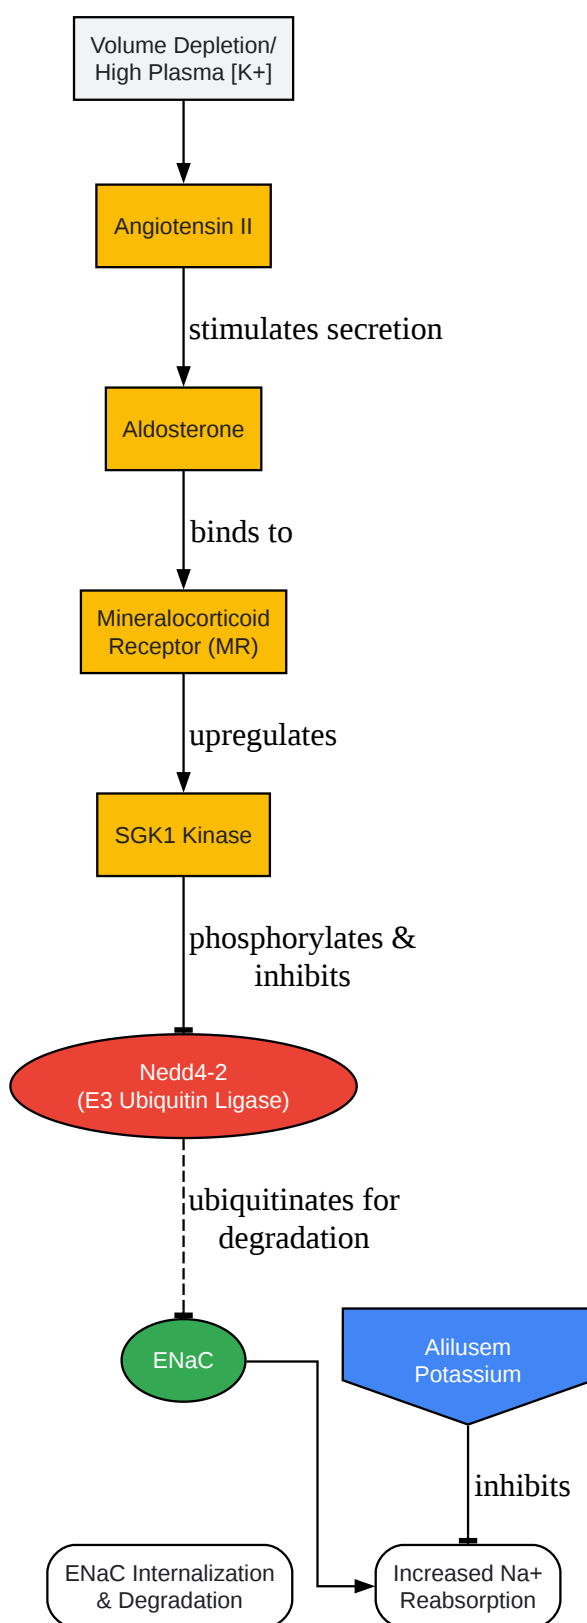 Volume Depletion/
High Plasma [K+]
Angiotensin II
stimulates secretion
Aldosterone
binds to
Mineralocorticoid
Receptor (MR)
upregulates
SGK1 Kinase
phosphorylates &
inhibits
Nedd4-2
(E3 Ubiquitin Ligase)
ubiquitinates for
degradation
ENaC
Alilusem
Potassium
inhibits
ENaC Internalization
& Degradation
Increased Na+
Reabsorption